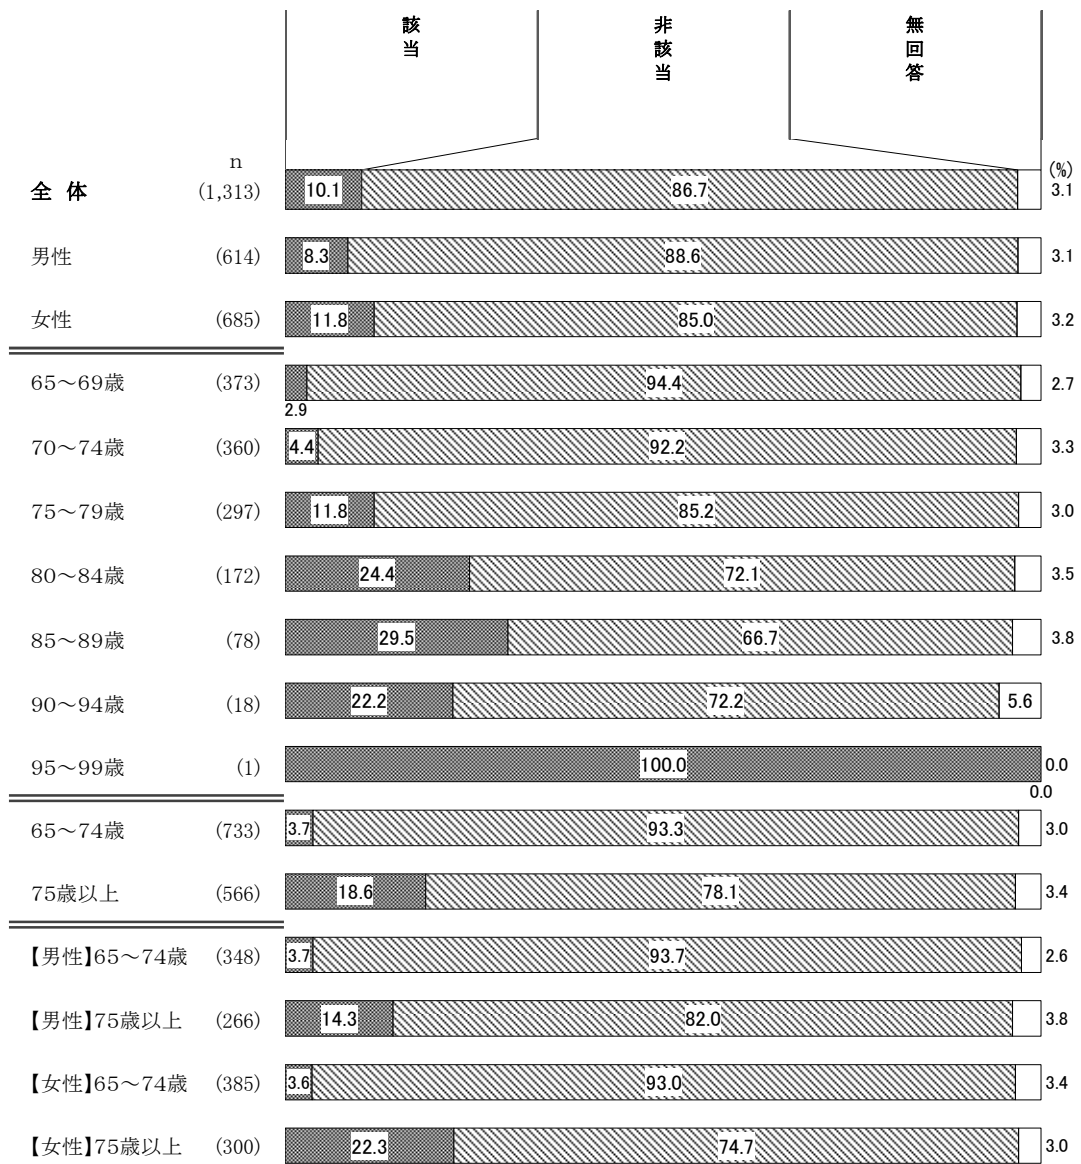 該当
非該当
無回答
n
(%)
全 体 (1,313) 10.1 86.7 3.1
男性 (614) 8.3 88.6 3.1
女性 (685) 11.8 85.0 3.2
65～69歳 (373) 94.4 2.7
2.9
70～74歳 (360) 4.4 92.2 3.3
75～79歳 (297) 11.8 85.2 3.0
80～84歳 (172) 24.4 72.1 3.5
85～89歳 (78) 29.5 66.7 3.8
90～94歳 (18) 22.2 72.2 5.6
95～99歳 (1) 100.0 0.0
0.0
65～74歳 (733) 3.7 93.3 3.0
75歳以上 (566) 18.6 78.1 3.4
【男性】65～74歳 (348) 3.7 93.7 2.6
【男性】75歳以上 (266) 14.3 82.0 3.8
【女性】65～74歳 (385) 3.6 93.0 3.4
【女性】75歳以上 (300) 22.3 74.7 3.0